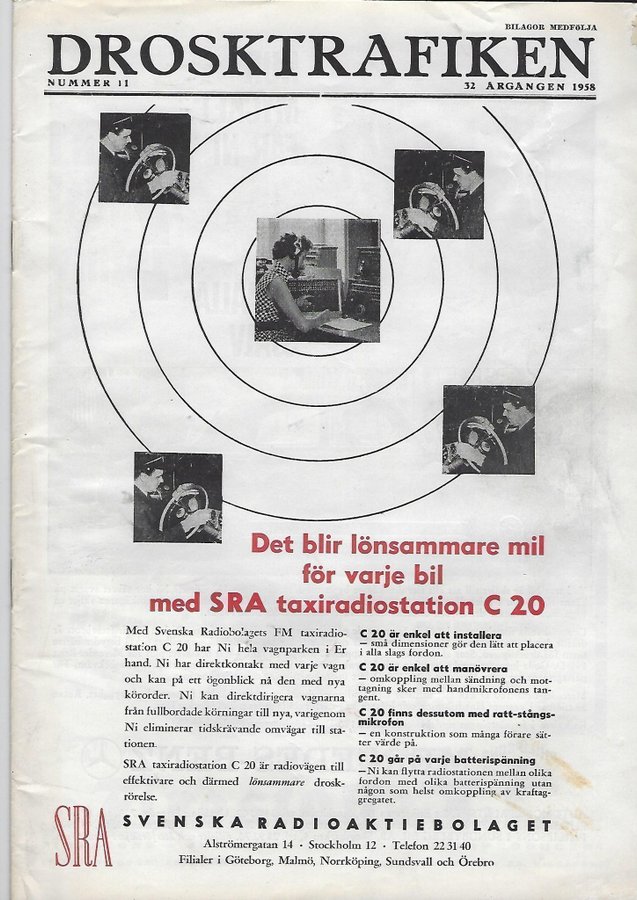 BILAGOR MEDFÖLJA
DROSKTRAFIKEN
NUMMER 11
32 ÅRGÅNGEN 1958
Det blir lönsammare mil
för varje bil
med SRA taxiradiostation C 20
Med Svenska Radiobolagets FM taxiradio-
station C 20 har Ni hela vagnparken i Er
hand. Ni har direktkontakt med varje vagn
och kan på ett ögonblick nå den med nya
körorder. Ni kan direktdirigera vagnarna
från fullbordade körningar till nya, varigenom
Ni eliminerar tidskrävande omvägar till sta-
tionen.
SRA taxiradiostation C 20 är radiovägen till
effektivare och därmed lönsammare drosk-
rörelse.
C 20 är enkel att installera
– små dimensioner gör den lätt att placera
i alla slags fordon.
C 20 är enkel att manövrera
– omkoppling mellan sändning och mot-
tagning sker med handmikrofonens tan-
gent.
C 20 finns dessutom med ratt-stångs-
mikrofon
– en konstruktion som många förare sät-
ter värde på.
C 20 går på varje batterispänning
– Ni kan flytta radiostationen mellan olika
fordon med olika batterispänning utan
någon som helst omkoppling av kraftag-
gregatet.
SRA SVENSKA RADIOAKTIEBOLAGET
Alströmergatan 14 · Stockholm 12 · Telefon 22 31 40
Filialer i Göteborg, Malmö, Norrköping, Sundsvall och Örebro